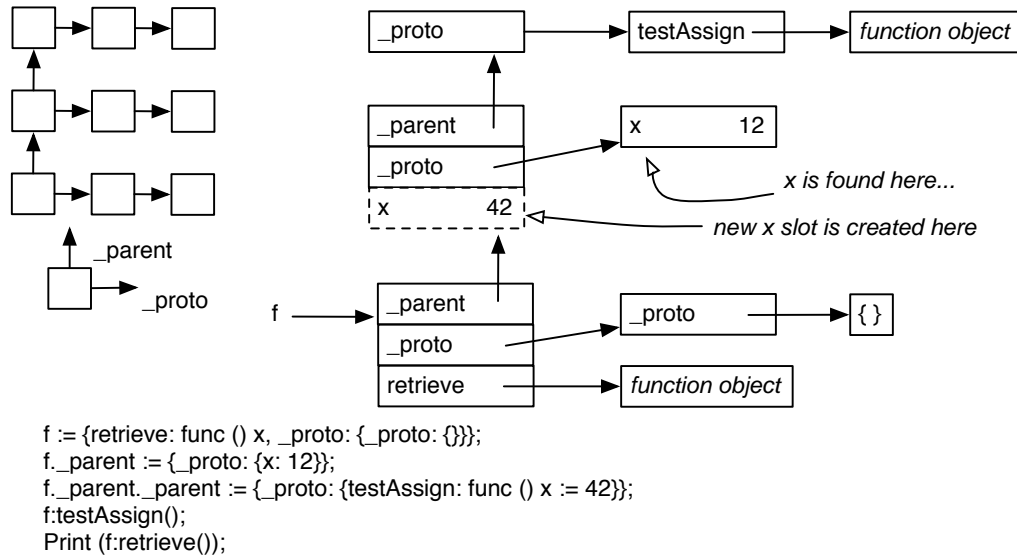 _proto
testAssign
function object
_parent
_proto
x 12
x 42
x is found here...
new x slot is created here
_parent
_proto
f
_parent
_proto
retrieve
_proto
{ }
function object
f := {retrieve: func () x, _proto: {_proto: {}}};
f._parent := {_proto: {x: 12}};
f._parent._parent := {_proto: {testAssign: func () x := 42}};
f:testAssign();
Print (f:retrieve());